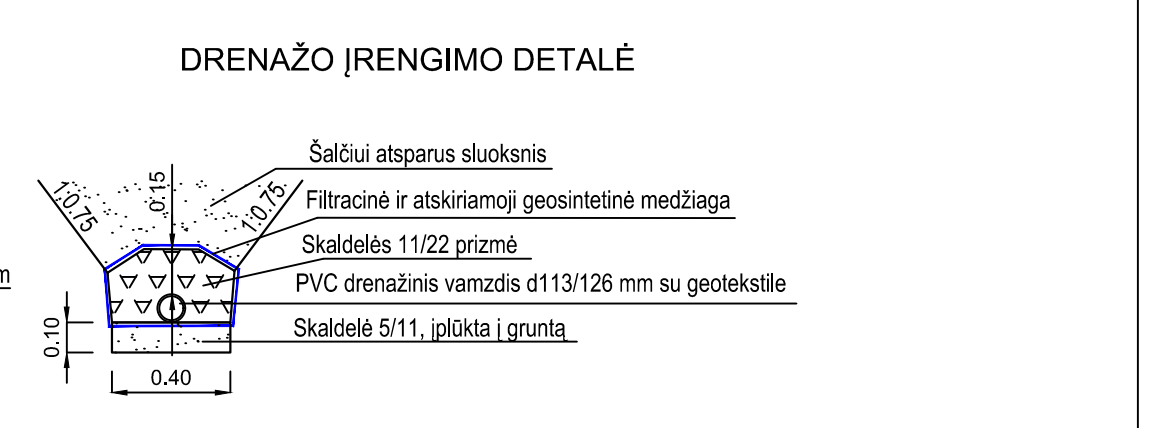 DRENAŽO ĮRENGIMO DETALĖ
Šalčiui atsparus sluoksnis
0.15
1:0.75
1:0.75
Filtracinė ir atskiriamoji geosintetinė medžiaga
Skaldelės 11/22 prizmė
m
PVC drenažinis vamzdis d113/126 mm su geotekstile
Skaldelė 5/11, įplūkta į gruntą
0.10
0.40